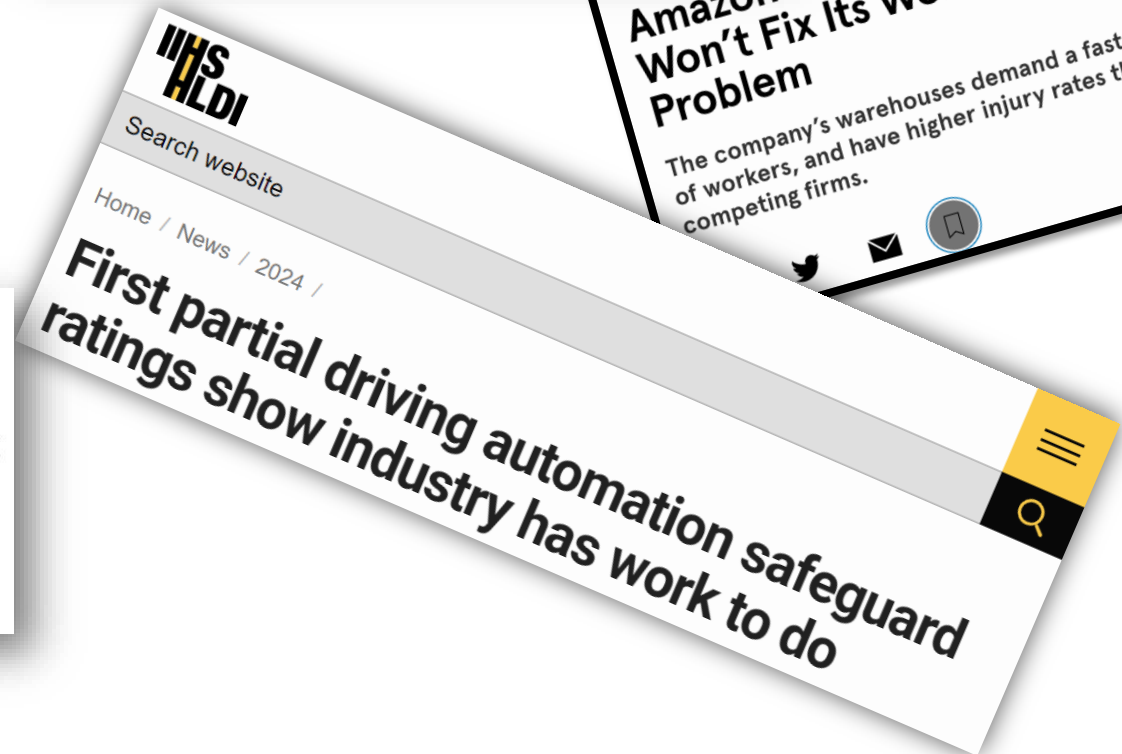 IIHS
HLDI
Search website
Home / News / 2024 /
First partial driving automation safeguard
ratings show industry has work to do
Amazon
Won't Fix Its
Problem
The company's warehouses demand a fast
of workers, and have higher injury rates
competing firms.